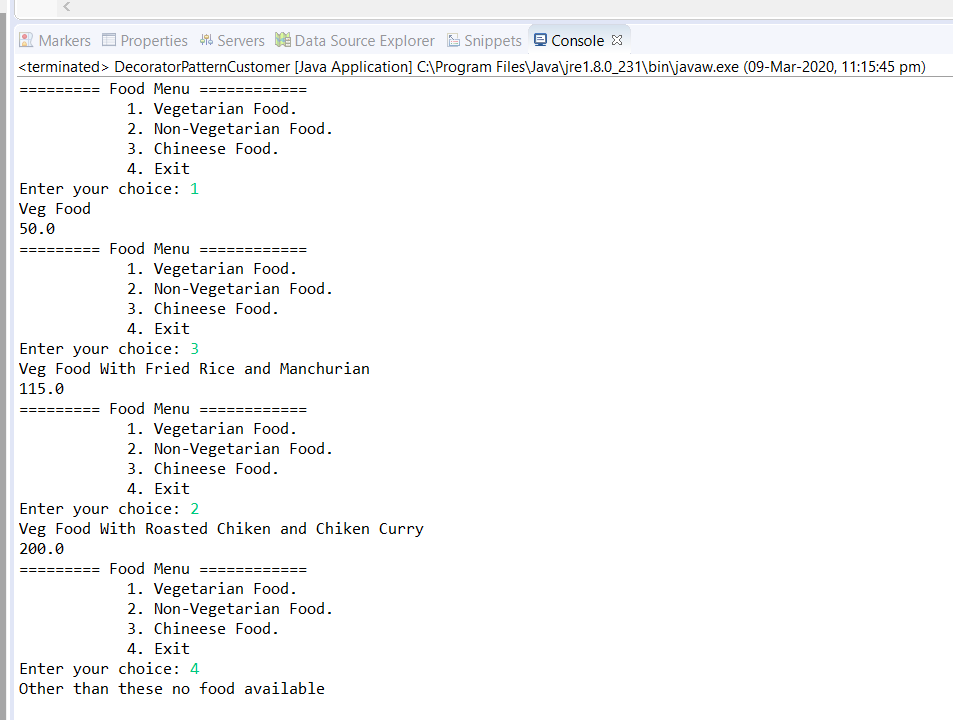 Markers Properties Servers Data Source Explorer Snippets Console
<terminated> DecoratorPatternCustomer [Java Application] C:\Program Files\Java\jre1.8.0_231\bin\javaw.exe (09-Mar-2020, 11:15:45 pm)
========= Food Menu ============
            1. Vegetarian Food.
            2. Non-Vegetarian Food.
            3. Chineese Food.
            4. Exit
Enter your choice: 1
Veg Food
50.0
========= Food Menu ============
            1. Vegetarian Food.
            2. Non-Vegetarian Food.
            3. Chineese Food.
            4. Exit
Enter your choice: 3
Veg Food With Fried Rice and Manchurian
115.0
========= Food Menu ============
            1. Vegetarian Food.
            2. Non-Vegetarian Food.
            3. Chineese Food.
            4. Exit
Enter your choice: 2
Veg Food With Roasted Chiken and Chiken Curry
200.0
========= Food Menu ============
            1. Vegetarian Food.
            2. Non-Vegetarian Food.
            3. Chineese Food.
            4. Exit
Enter your choice: 4
Other than these no food available